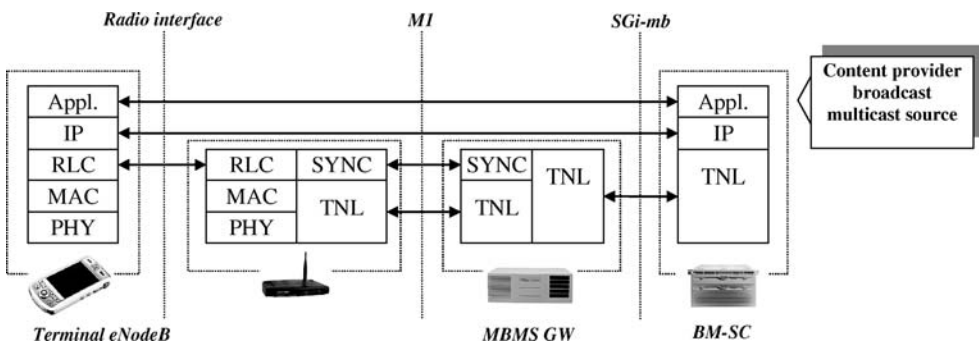 Radio interface
M1
SGi-mb
Content provider
broadcast
multicast source
Appl.
IP
RLC
MAC
PHY
RLC
MAC
PHY
SYNC
TNL
SYNC
TNL
TNL
Appl.
IP
TNL
Terminal eNodeB
MBMS GW
BM-SC